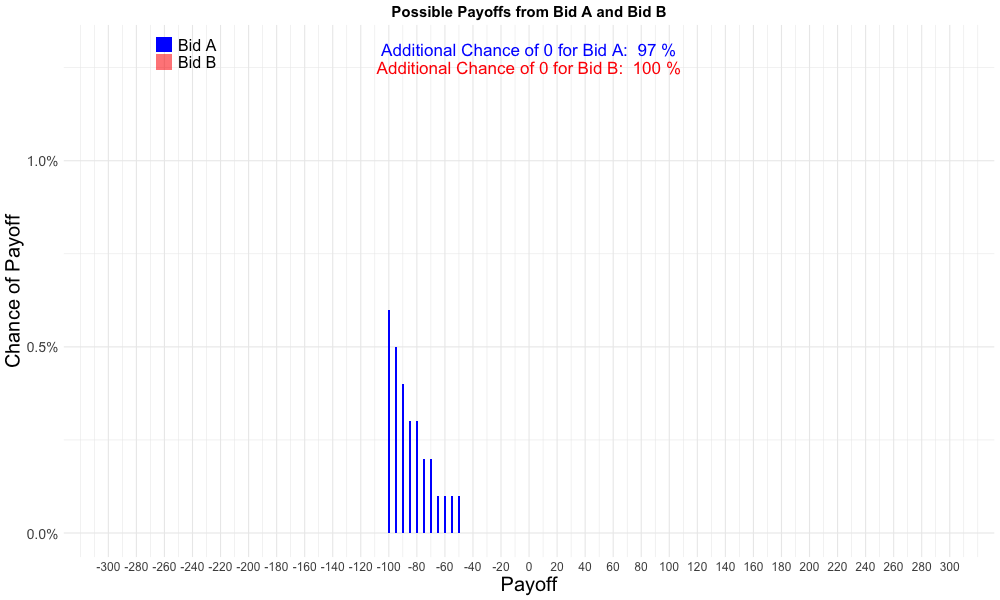 Possible Payoffs from Bid A and Bid B
Bid A
Bid B
Additional Chance of 0 for Bid A:  97 %
Additional Chance of 0 for Bid B:  100 %
Chance of Payoff
1.0%
0.5%
0.0%
-300 -280 -260 -240 -220 -200 -180 -160 -140 -120 -100 -80 -60 -40 -20 0 20 40 60 80 100 120 140 160 180 200 220 240 260 280 300
Payoff